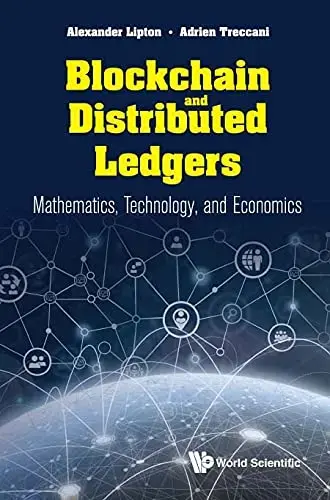 Alexander Lipton • Adrien Treccani
Blockchain
and
Distributed
Ledgers
Mathematics, Technology, and Economics
World Scientific